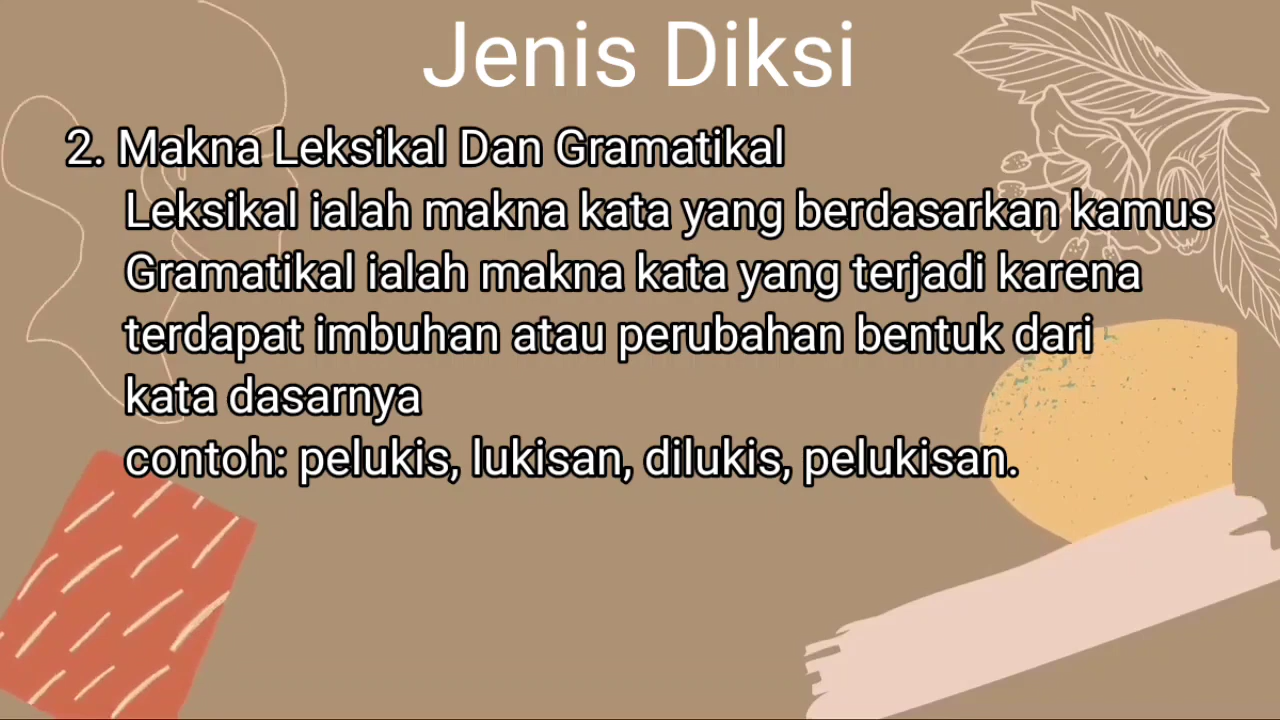 Jenis Diksi
2. Makna Leksikal Dan Gramatikal
Leksikal ialah makna kata yang berdasarkan kamus
Gramatikal ialah makna kata yang terjadi karena
terdapat imbuhan atau perubahan bentuk dari
kata dasarnya
contoh: pelukis, lukisan, dilukis, pelukisan.